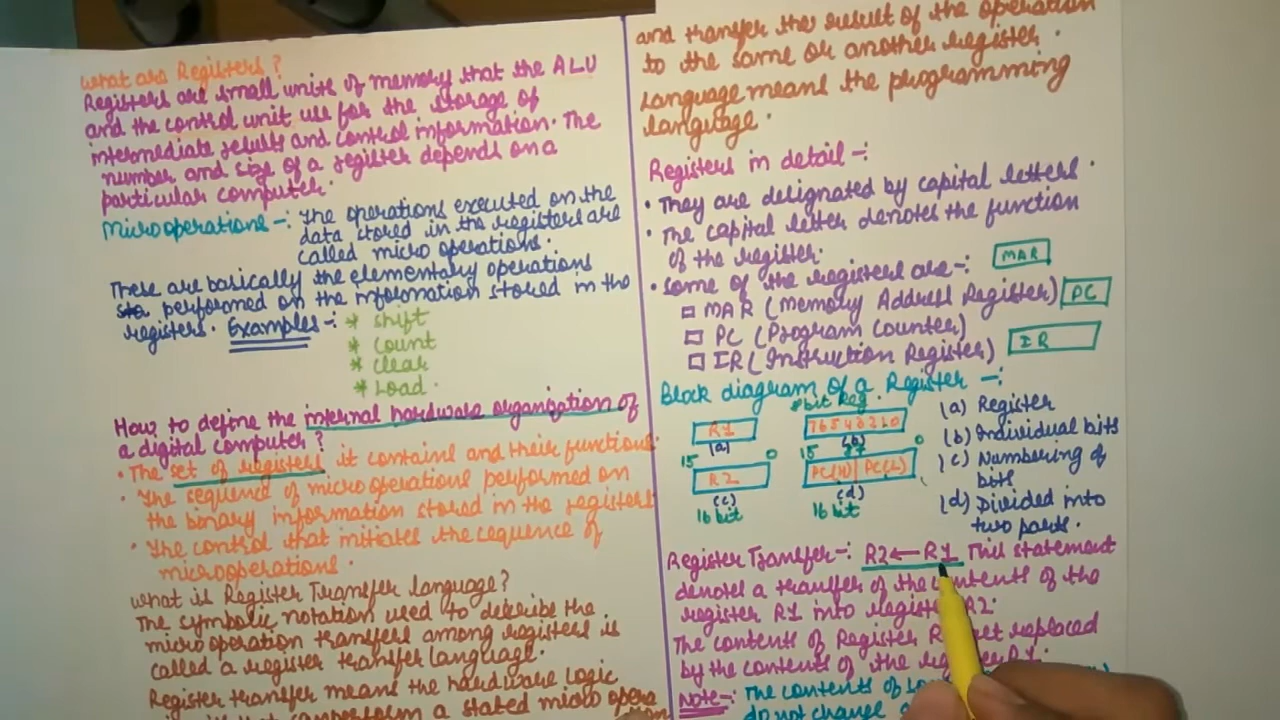 what are Registers?
Registers are small units of memory that the ALU
and the control unit use for the storage of
intermediate results and control information. The
number and size of a register depends on a
particular computer.
Microoperations -: The operations executed on the
data stored in the registers are
called micro operations.
These are basically the elementary operations
performed on the information stored in the
registers. Examples -:
* shift
* count
* clear
* Load.
How to define the internal hardware organization of
a digital computer?
• The set of registers it contains and their functions.
• The sequence of microoperations performed on
the binary information stored in the registers
• The control that initiates the sequence of
microoperations.
what is Register Transfer language?
The symbolic notation used to describe the
microoperation transfers among registers is
called a register transfer language.
Register transfer means the hardware logic
that can perform a stated micro opera
and transfer the result of the operation
to the same or another register.
Language means the programming
language.
Registers in detail -:
• They are designated by capital letters.
• The capital letter denotes the function
of the register.
• Some of the registers are -:
MAR
□ MAR (Memory Address Register)
PC
□ PC (Program Counter)
□ IR (Instruction Register)
IR
Block diagram of a Register -:
8bit Reg.
R1
76543210
(a)
(b)
15 0
15 87 0
R2
PC(H) PC(L)
(c)
(d)
16 bit
16 bit
(a) Register
(b) Individual bits
(c) Numbering of
bits
(d) Divided into
two parts.
Register Transfer -: R2 ← R1 This statement
denotes a transfer of the contents of the
register R1 into register R2.
The contents of Register get replaced
by the contents of the R1.
Note -: The contents of
do not change